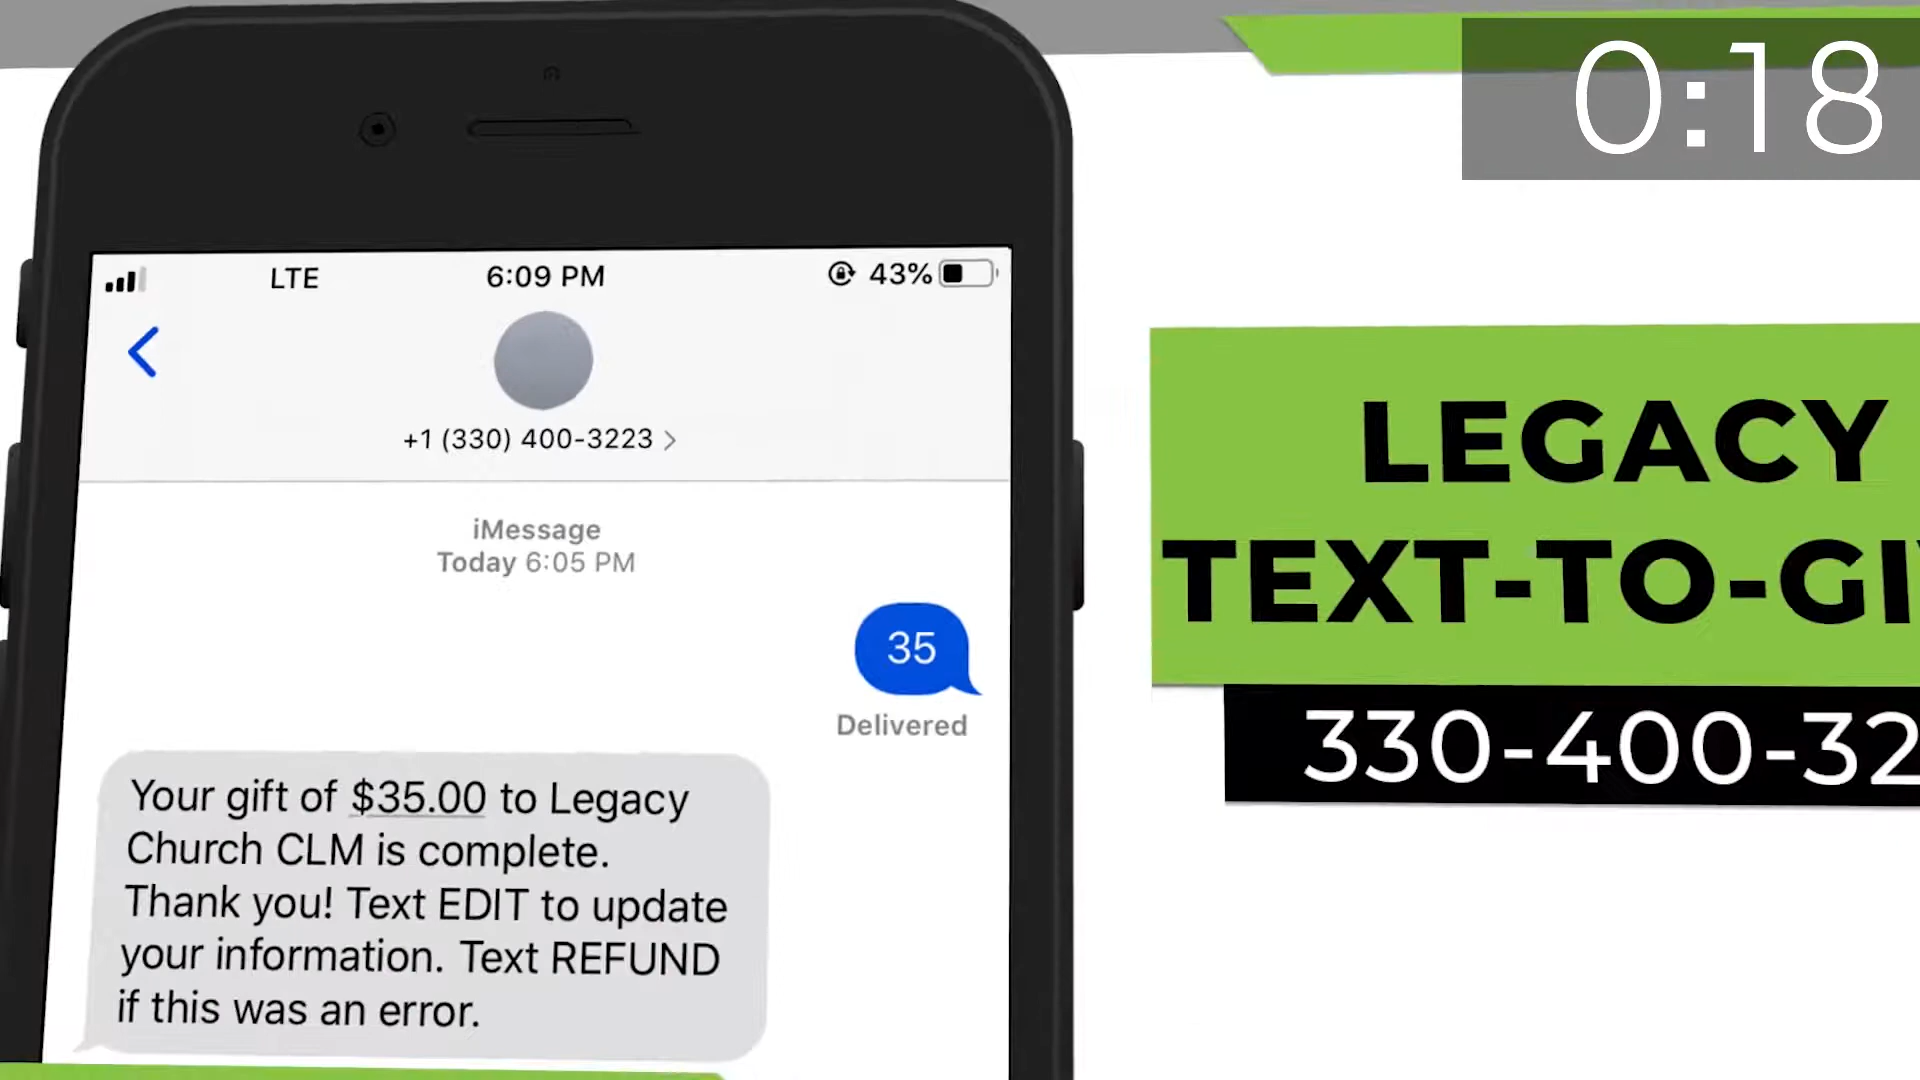 0:18
LTE
6:09 PM
43%
+1 (330) 400-3223
iMessage
Today 6:05 PM
35
Delivered
Your gift of $35.00 to Legacy
Church CLM is complete.
Thank you! Text EDIT to update
your information. Text REFUND
if this was an error.
LEGACY
TEXT-TO-GI
330-400-32